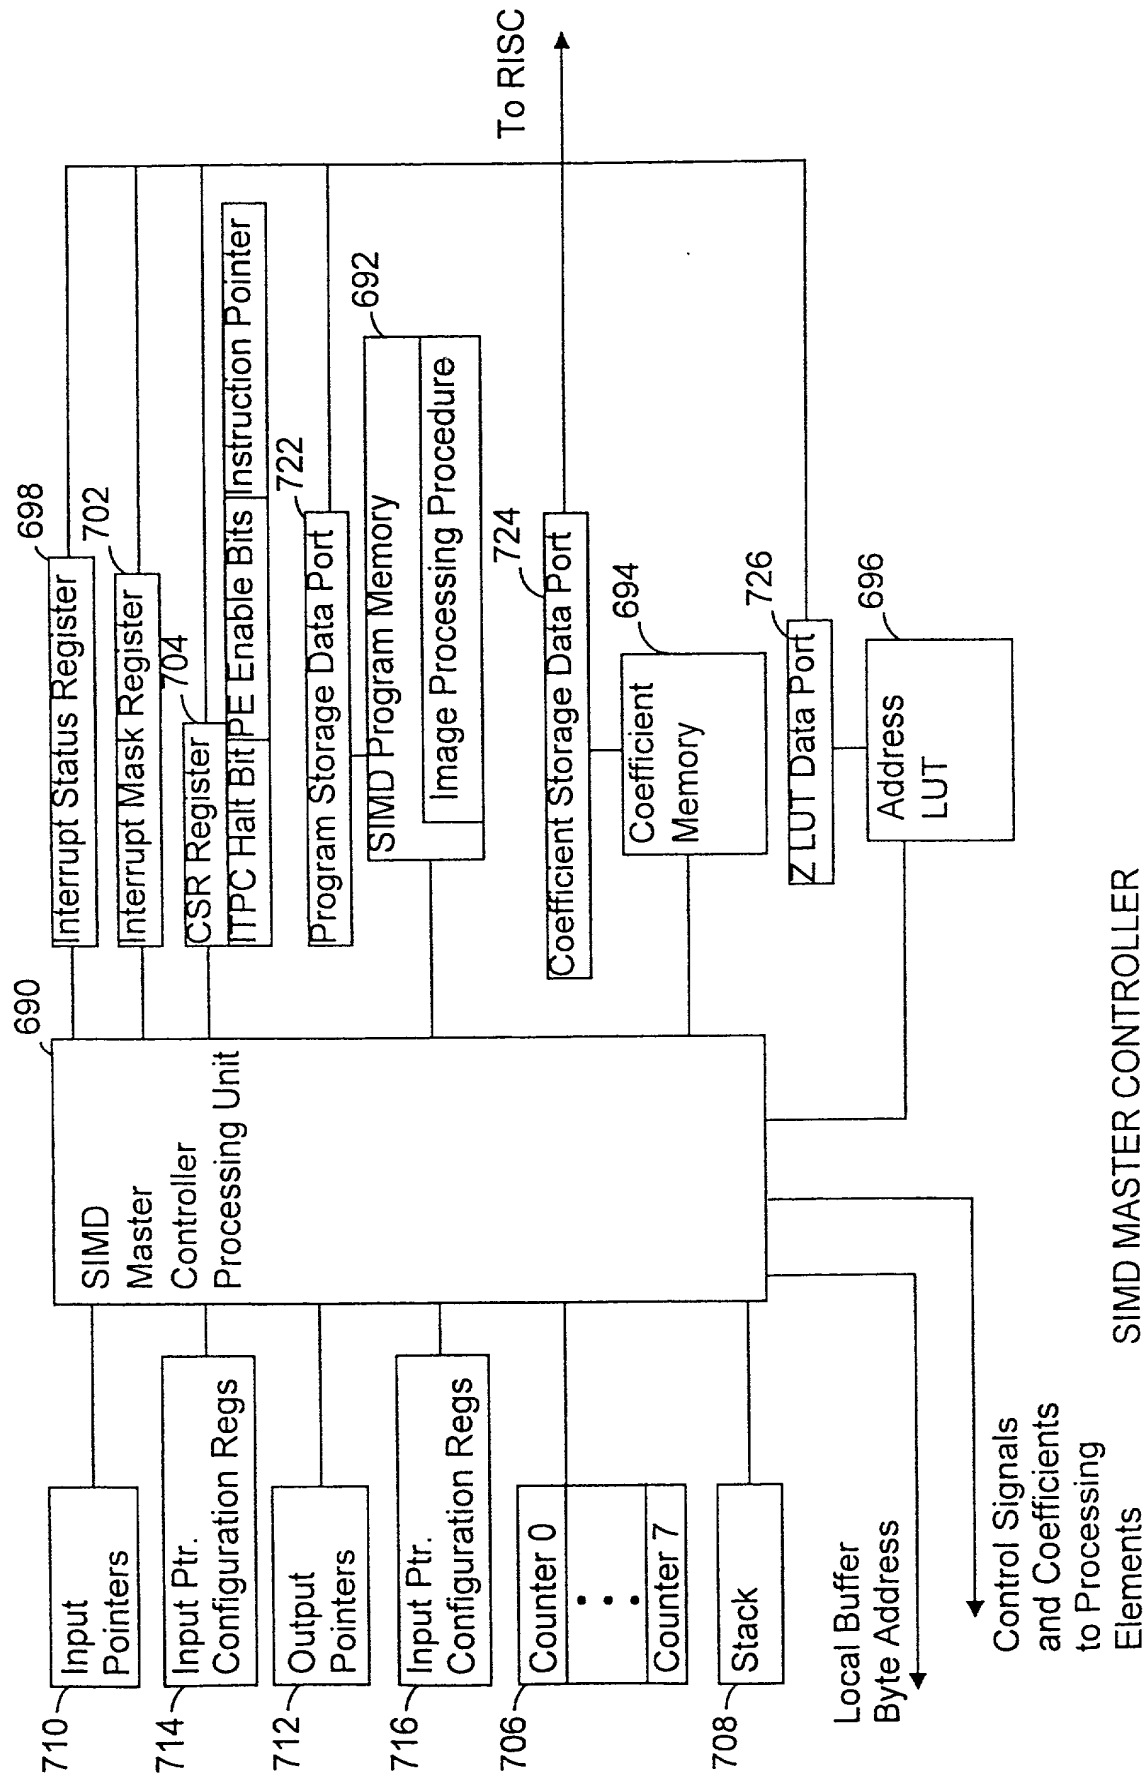 690
SIMD
Master
Controller
Processing Unit
710
Input
Pointers
714
Input Ptr.
Configuration Regs
712
Output
Pointers
716
Input Ptr.
Configuration Regs
706
Counter 0
Counter 7
708
Stack
Local Buffer
Byte Address
Control Signals
and Coefficients
to Processing
Elements
Interrupt Status Register
698
Interrupt Mask Register
702
CSR Register
704
ITPC Halt Bit
PE Enable Bits
Instruction Pointer
Program Storage Data Port
722
SIMD Program Memory
692
Image Processing Procedure
Coefficient Storage Data Port
724
Coefficient
Memory
694
Z LUT Data Port
726
Address
LUT
696
To RISC
SIMD MASTER CONTROLLER